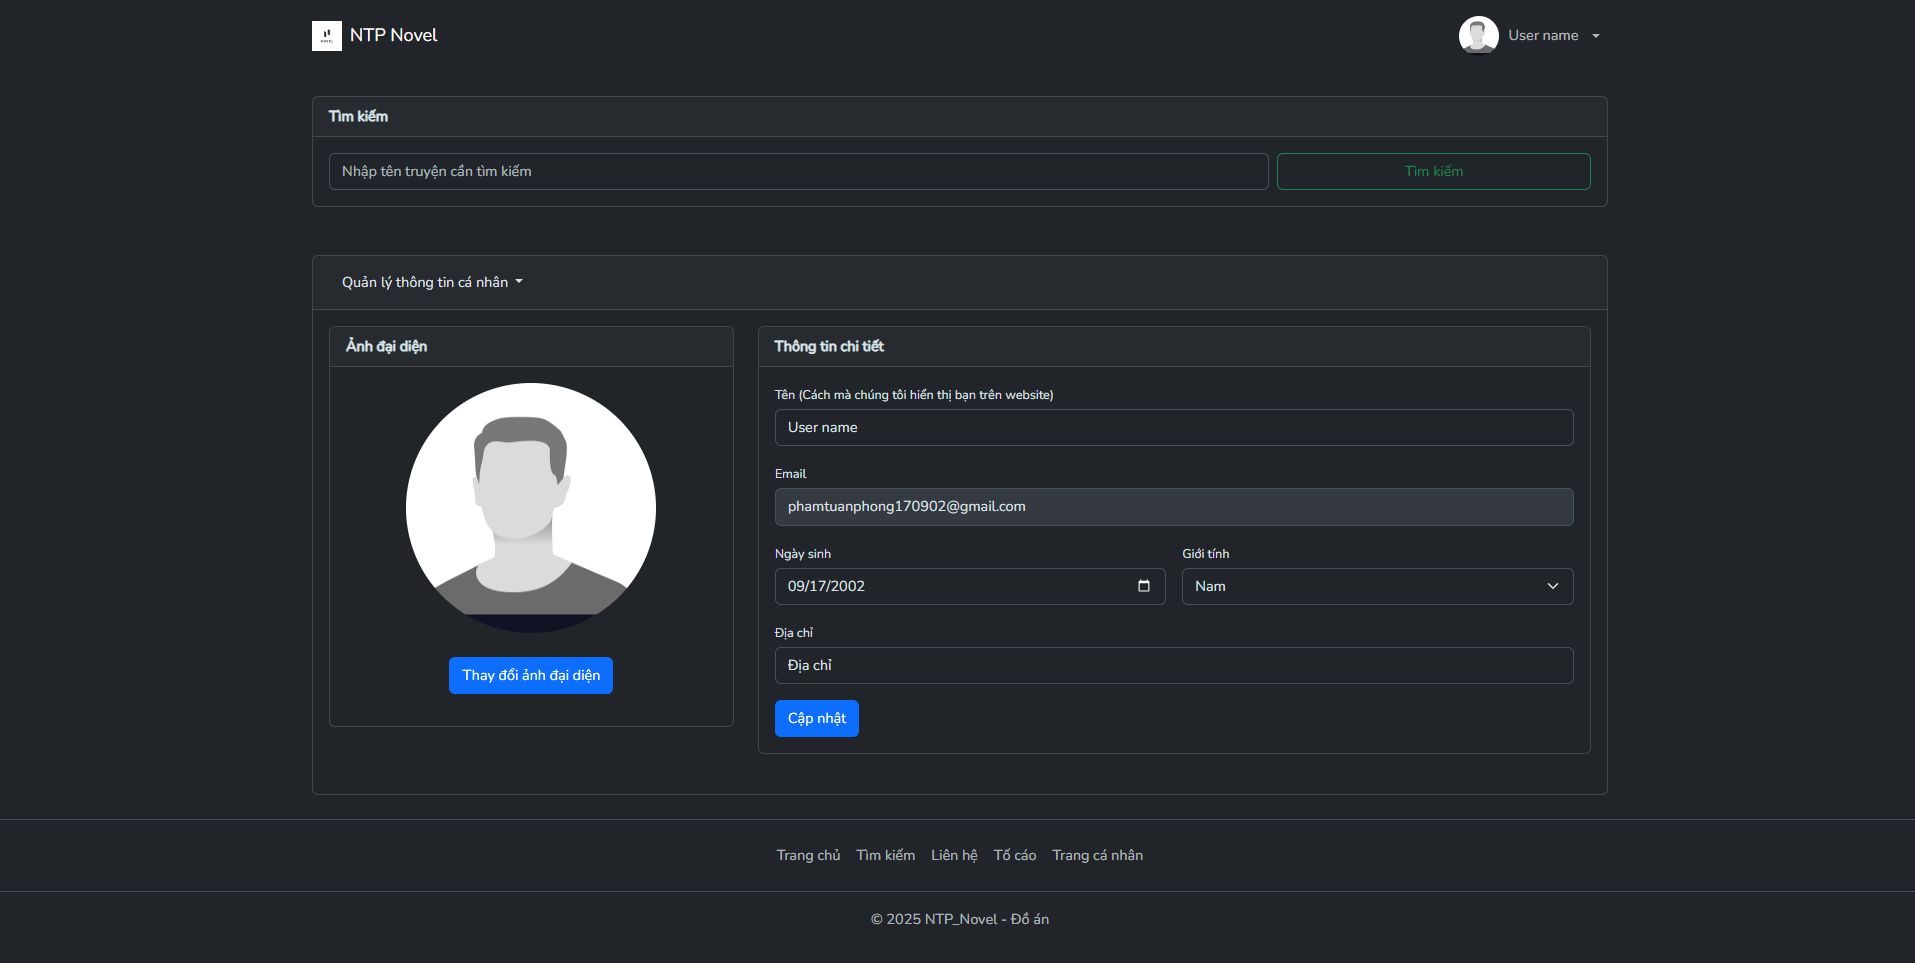 NOVEL
NTP Novel
User name
Tìm kiếm
Nhập tên truyện cần tìm kiếm
Tìm kiếm
Quản lý thông tin cá nhân
Ảnh đại diện
Thay đổi ảnh đại diện
Thông tin chi tiết
Tên (Cách mà chúng tôi hiển thị bạn trên website)
User name
Email
phamtuanphong170902@gmail.com
Ngày sinh
Giới tính
09/17/2002
Nam
Địa chỉ
Địa chỉ
Cập nhật
Trang chủ Tìm kiếm Liên hệ Tố cáo Trang cá nhân
© 2025 NTP_Novel - Đồ án